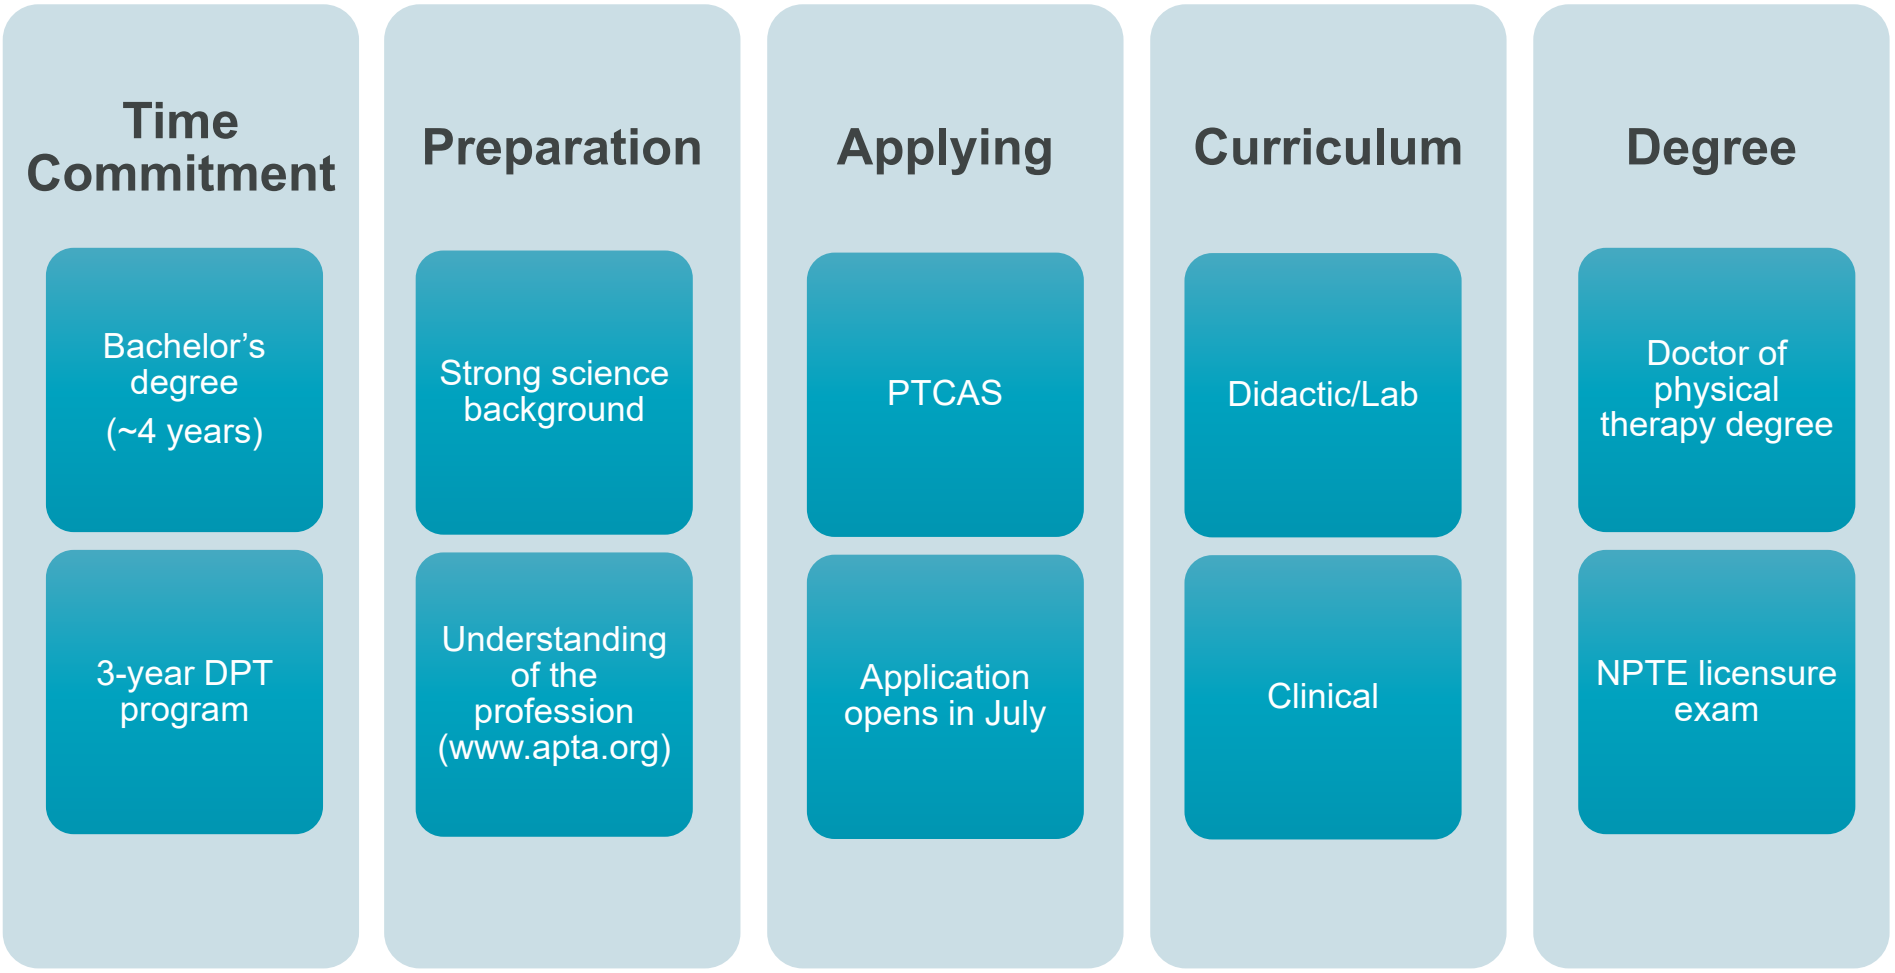 Time
Commitment
Bachelor’s
degree
(~4 years)
3-year DPT
program
Preparation
Strong science
background
Understanding
of the
profession
(www.apta.org)
Applying
PTCAS
Application
opens in July
Curriculum
Didactic/Lab
Clinical
Degree
Doctor of
physical
therapy degree
NPTE licensure
exam